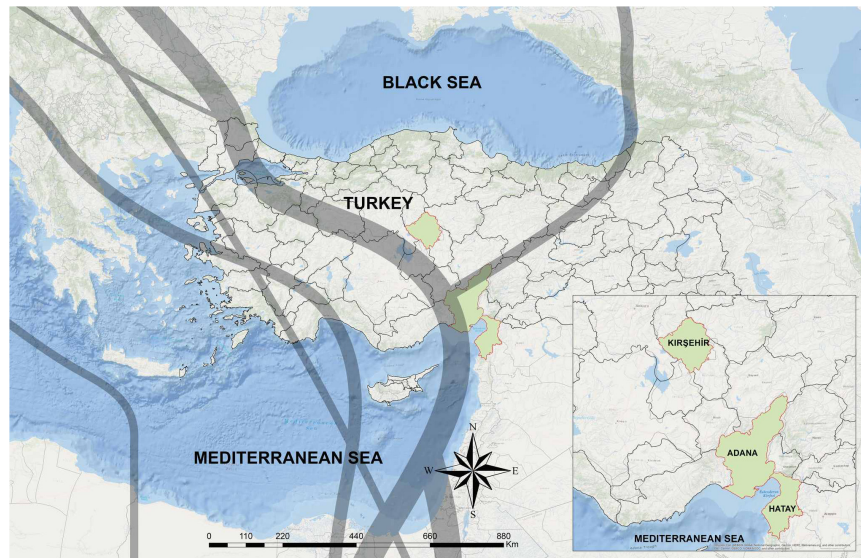 BLACK SEA
TURKEY
MEDITERRANEAN SEA
N
W
E
S
0 110 220 440 660 880
Km
KIRŞEHİR
ADANA
HATAY
MEDITERRANEAN SEA